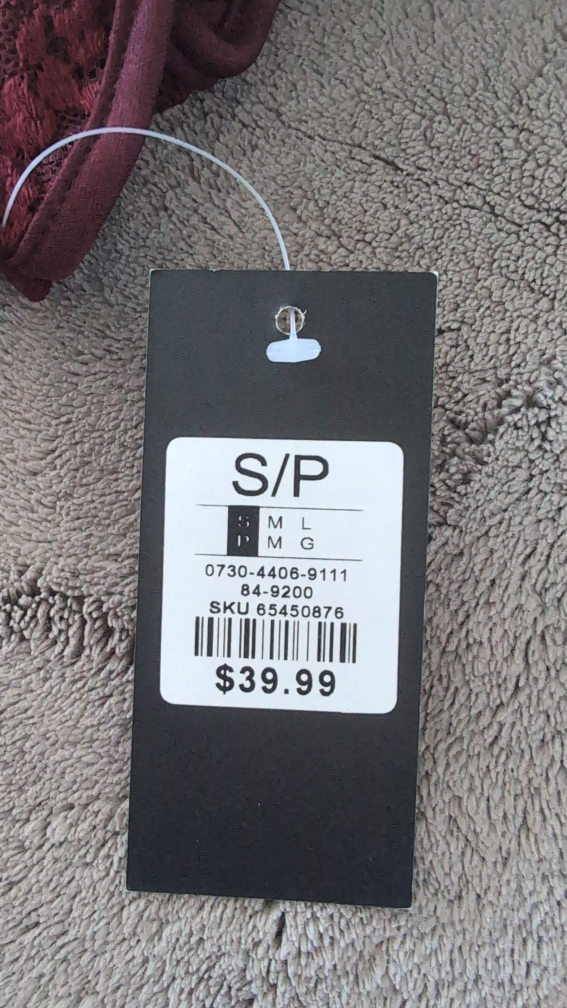 S/P
S M L
P M G
0730-4406-9111
84-9200
SKU 65450876
$39.99